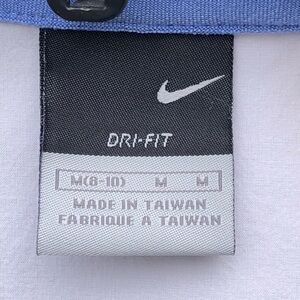 DRI-FIT
M(8-10) M M
MADE IN TAIWAN
FABRIQUE A TAIWAN